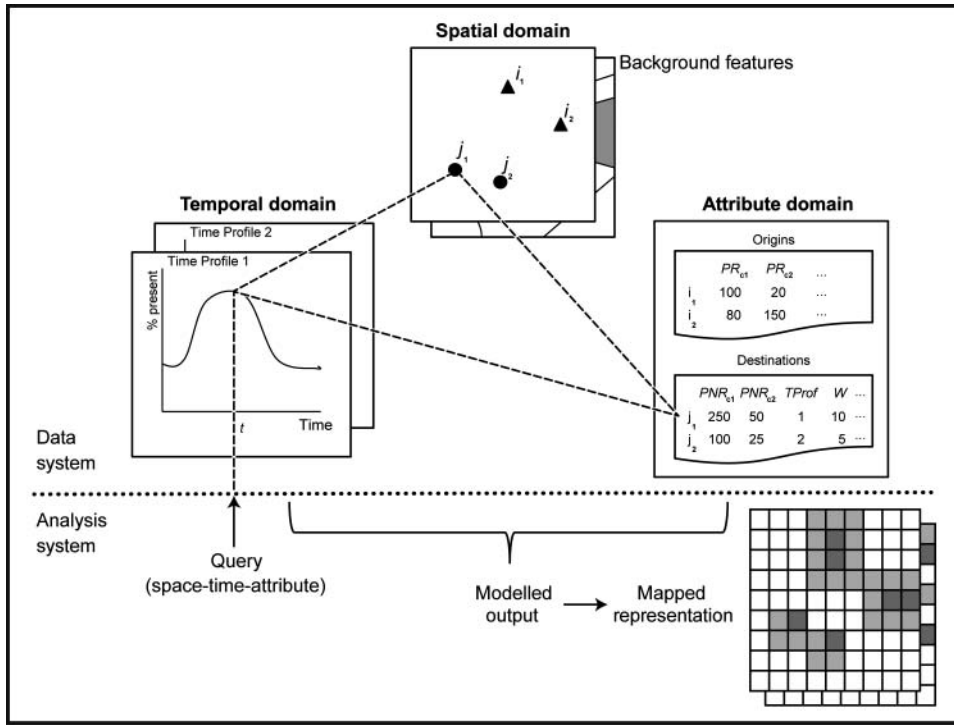 Spatial domain
Background features
i1
i2
j1
j2
Temporal domain
Time Profile 2
Time Profile 1
% present
t
Time
Attribute domain
Origins
PRc1 PRc2 ...
i1 100 20 ...
i2 80 150 ...
Destinations
PNRc1 PNRc2 TProf W ...
j1 250 50 1 10 ...
j2 100 25 2 5 ...
Data
system
Analysis
system
Query
(space-time-attribute)
Modelled
output
Mapped
representation